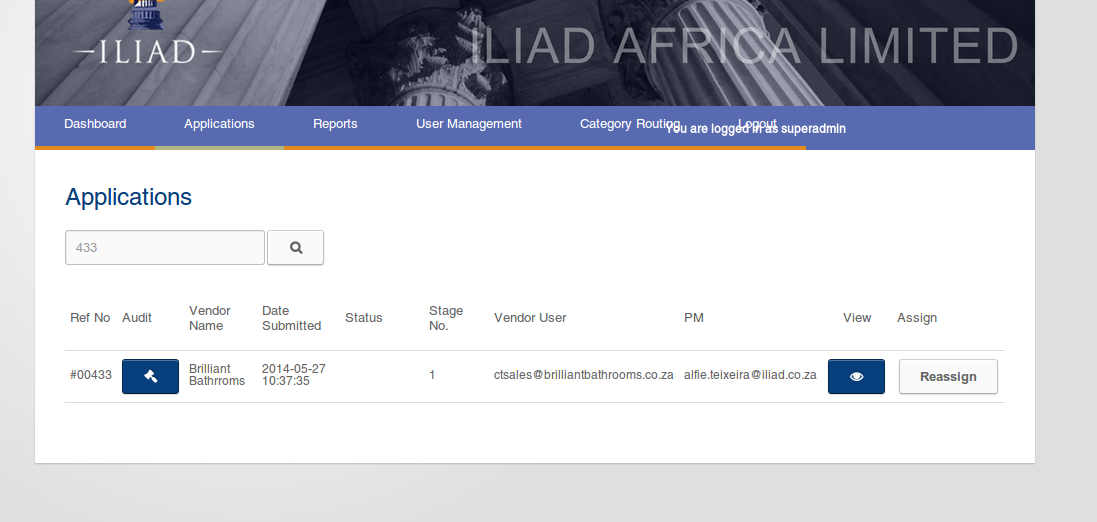 ILIAD
ILIAD AFRICA LIMITED
Dashboard Applications Reports User Management Category Routing Logout
You are logged in as superadmin
Applications
433
Ref No Audit Vendor Name Date Submitted Status Stage No. Vendor User PM View Assign
#00433 Brilliant Bathrroms 2014-05-27 10:37:35 1 ctsales@brilliantbathrooms.co.za alfie.teixeira@iliad.co.za Reassign